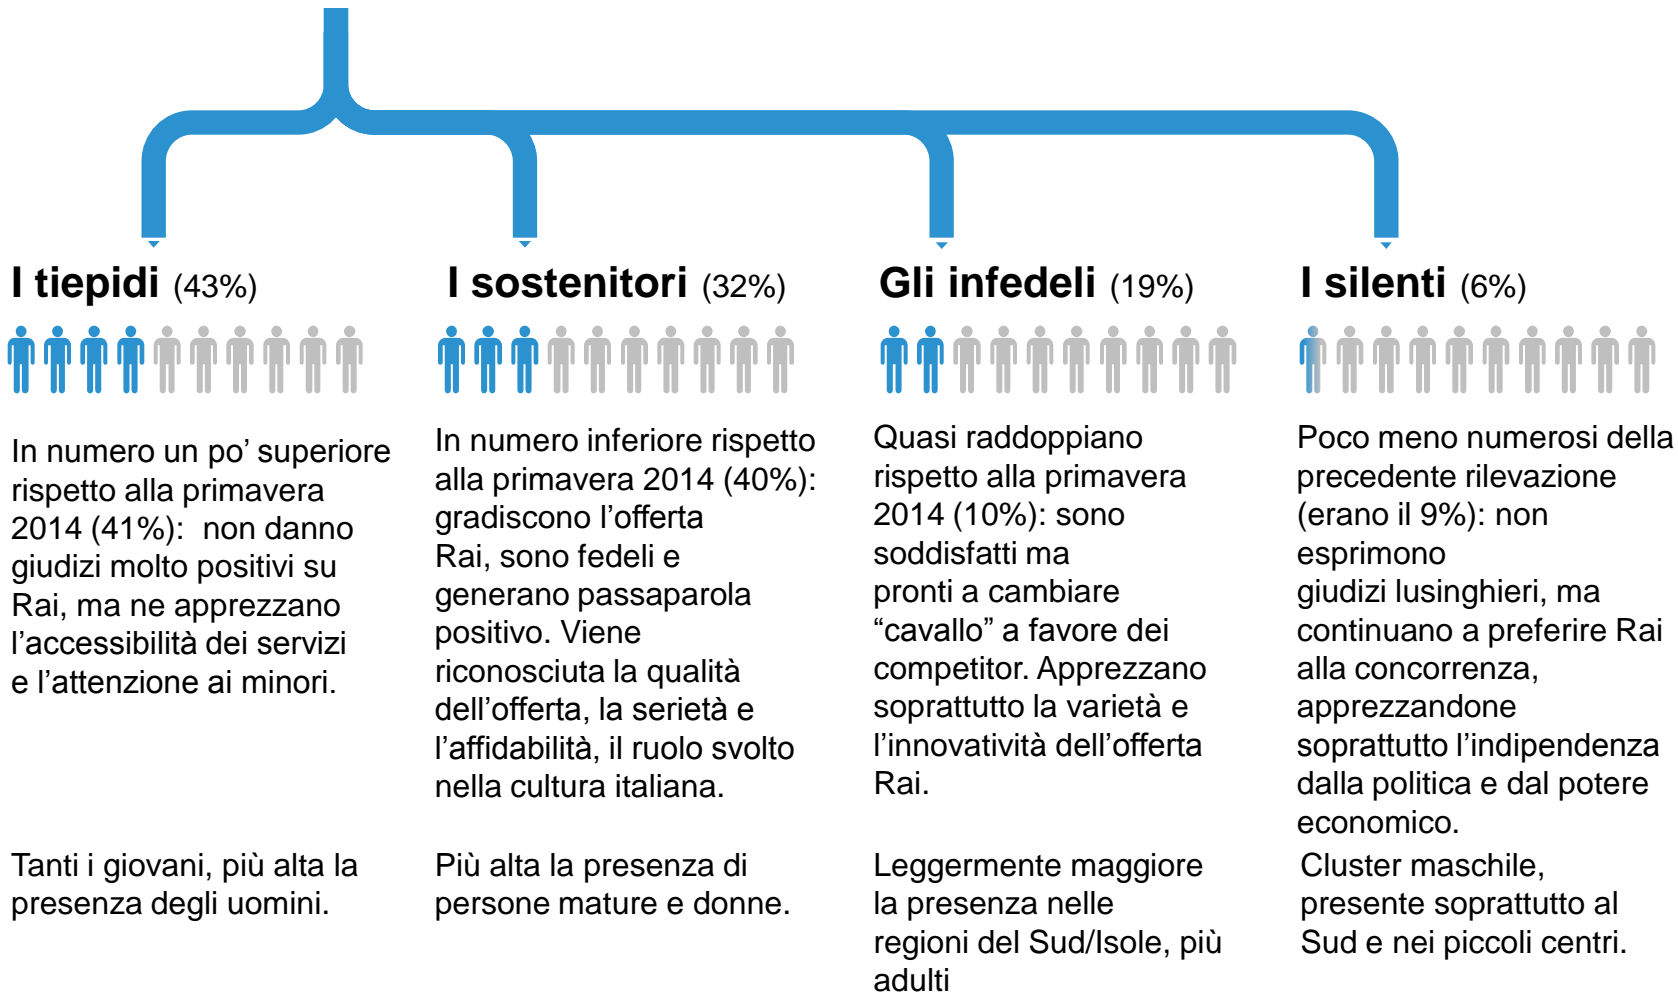 I tiepidi (43%)
In numero un po’ superiore
rispetto alla primavera
2014 (41%): non danno
giudizi molto positivi su
Rai, ma ne apprezzano
l’accessibilità dei servizi
e l’attenzione ai minori.
Tanti i giovani, più alta la
presenza degli uomini.
I sostenitori (32%)
In numero inferiore rispetto
alla primavera 2014 (40%):
gradiscono l’offerta
Rai, sono fedeli e
generano passaparola
positivo. Viene
riconosciuta la qualità
dell’offerta, la serietà e
l’affidabilità, il ruolo svolto
nella cultura italiana.
Più alta la presenza di
persone mature e donne.
Gli infedeli (19%)
Quasi raddoppiano
rispetto alla primavera
2014 (10%): sono
soddisfatti ma
pronti a cambiare
“cavallo” a favore dei
competitor. Apprezzano
soprattutto la varietà e
l’innovatività dell’offerta
Rai.
Leggermente maggiore
la presenza nelle
regioni del Sud/Isole, più
adulti
I silenti (6%)
Poco meno numerosi della
precedente rilevazione
(erano il 9%): non
esprimono
giudizi lusinghieri, ma
continuano a preferire Rai
alla concorrenza,
apprezzandone
soprattutto l’indipendenza
dalla politica e dal potere
economico.
Cluster maschile,
presente soprattutto al
Sud e nei piccoli centri.